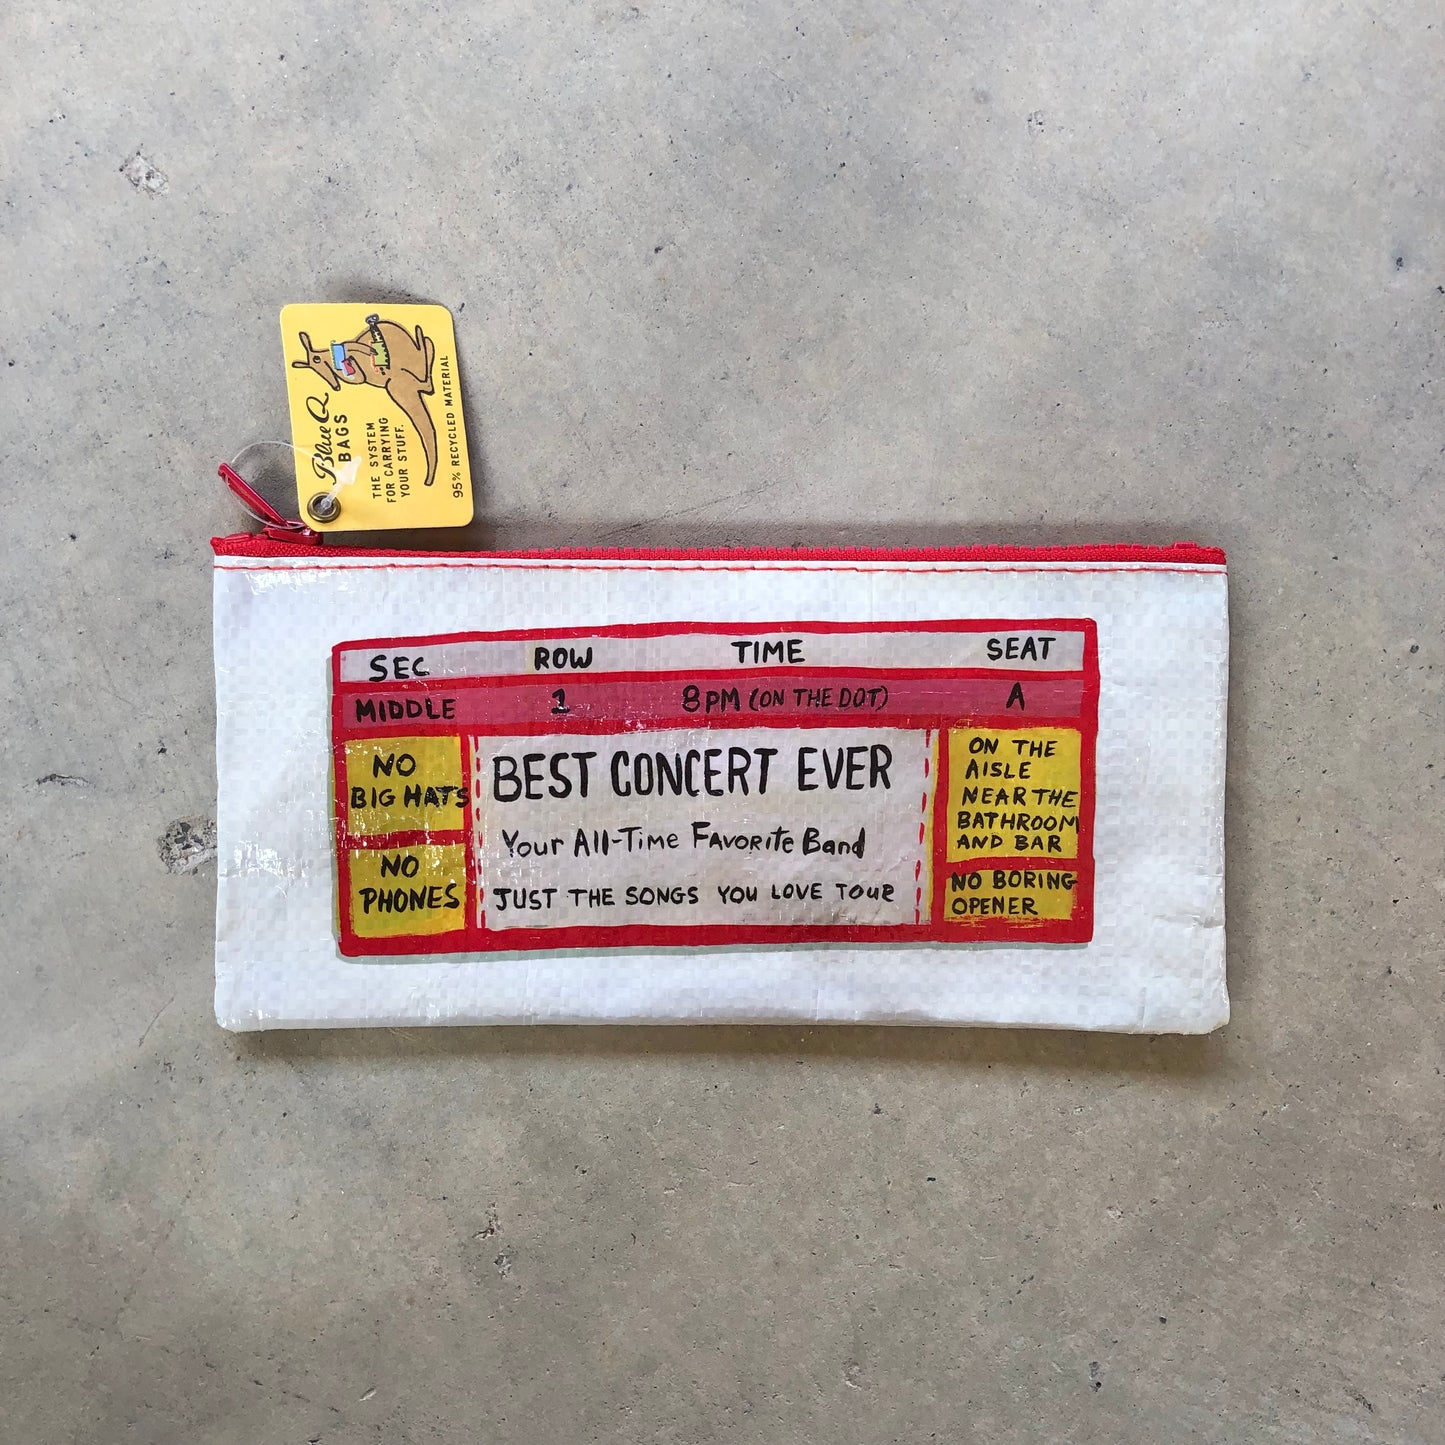 Blue Q
BAGS
THE SYSTEM
FOR CARRYING
YOUR STUFF.
95% RECYCLED MATERIAL
SEC ROW TIME SEAT
MIDDLE 1 8PM (ON THE DOT) A
NO
BIG HATS
NO
PHONES
BEST CONCERT EVER
Your All-Time Favorite Band
JUST THE SONGS YOU LOVE TOUR
ON THE
AISLE
NEAR THE
BATHROOM
AND BAR
NO BORING
OPENER